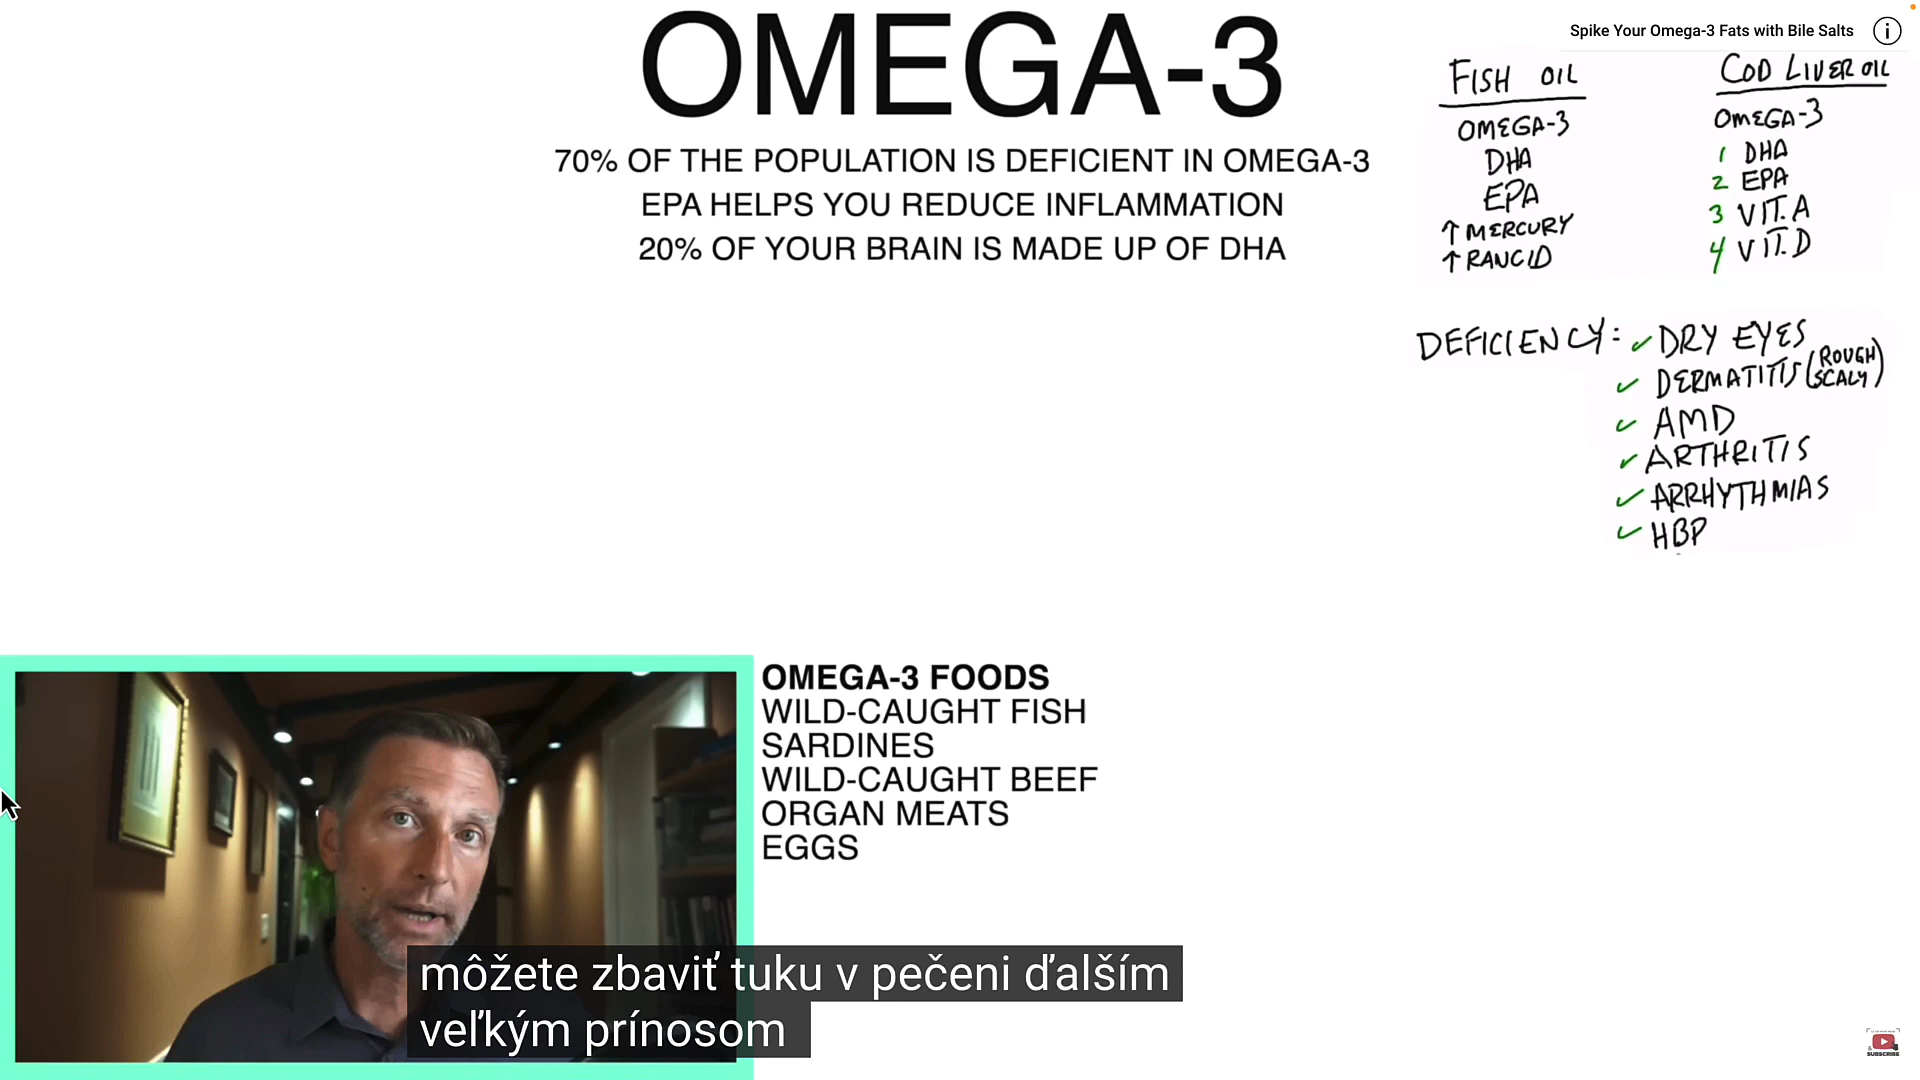 OMEGA-3
70% OF THE POPULATION IS DEFICIENT IN OMEGA-3
EPA HELPS YOU REDUCE INFLAMMATION
20% OF YOUR BRAIN IS MADE UP OF DHA
Spike Your Omega-3 Fats with Bile Salts
FISH OIL
OMEGA-3
DHA
EPA
↑ MERCURY
↑ RANCID
COD LIVER OIL
OMEGA-3
1 DHA
2 EPA
3 VIT. A
4 VIT. D
DEFICIENCY: ✓ DRY EYES
✓ DERMATITIS (ROUGH SCALY)
✓ AMD
✓ ARTHRITIS
✓ ARRHYTHMIAS
✓ HBP
OMEGA-3 FOODS
WILD-CAUGHT FISH
SARDINES
WILD-CAUGHT BEEF
ORGAN MEATS
EGGS
môžete zbaviť tuku v pečeni ďalším
veľkým prínosom
SUBSCRIBE